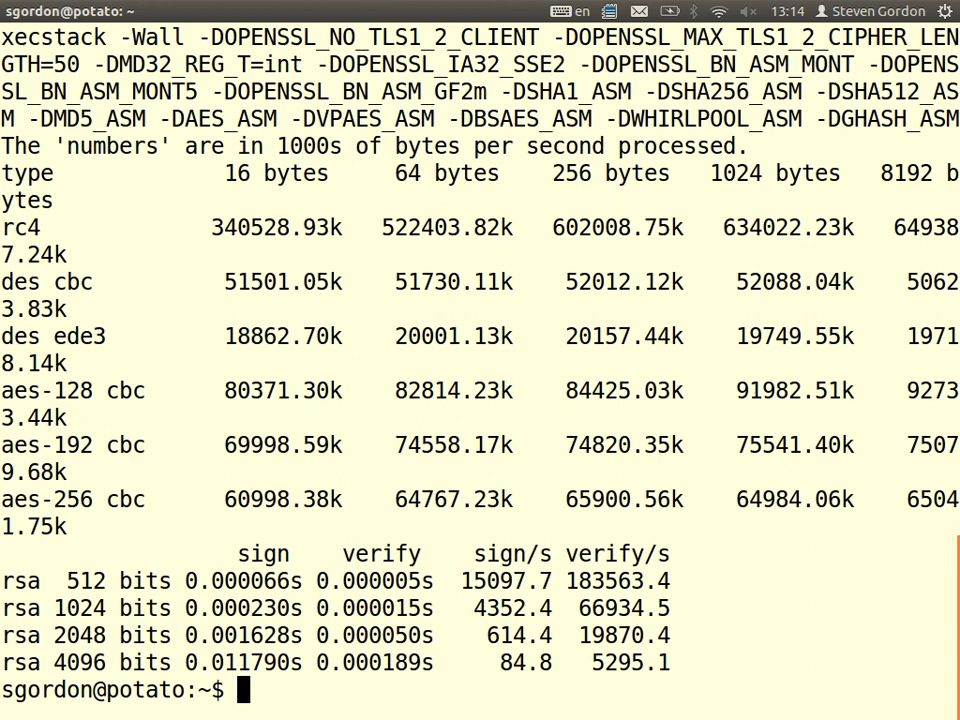 sgordon@potato: ~ en 13:14 Steven Gordon
xecstack -Wall -DOPENSSL_NO_TLS1_2_CLIENT -DOPENSSL_MAX_TLS1_2_CIPHER_LEN
GTH=50 -DMD32_REG_T=int -DOPENSSL_IA32_SSE2 -DOPENSSL_BN_ASM_MONT -DOPENS
SL_BN_ASM_MONT5 -DOPENSSL_BN_ASM_GF2m -DSHA1_ASM -DSHA256_ASM -DSHA512_AS
M -DMD5_ASM -DAES_ASM -DVPAES_ASM -DBSAES_ASM -DWHIRLPOOL_ASM -DGHASH_ASM
The 'numbers' are in 1000s of bytes per second processed.
type             16 bytes     64 bytes    256 bytes   1024 bytes   8192 b
ytes
rc4             340528.93k   522403.82k   602008.75k   634022.23k   64938
7.24k
des cbc          51501.05k    51730.11k    52012.12k    52088.04k    5062
3.83k
des ede3         18862.70k    20001.13k    20157.44k    19749.55k    1971
8.14k
aes-128 cbc      80371.30k    82814.23k    84425.03k    91982.51k    9273
3.44k
aes-192 cbc      69998.59k    74558.17k    74820.35k    75541.40k    7507
9.68k
aes-256 cbc      60998.38k    64767.23k    65900.56k    64984.06k    6504
1.75k
                  sign    verify    sign/s verify/s
rsa  512 bits 0.000066s 0.000005s  15097.7 183563.4
rsa 1024 bits 0.000230s 0.000015s   4352.4  66934.5
rsa 2048 bits 0.001628s 0.000050s    614.4  19870.4
rsa 4096 bits 0.011790s 0.000189s     84.8   5295.1
sgordon@potato:~$